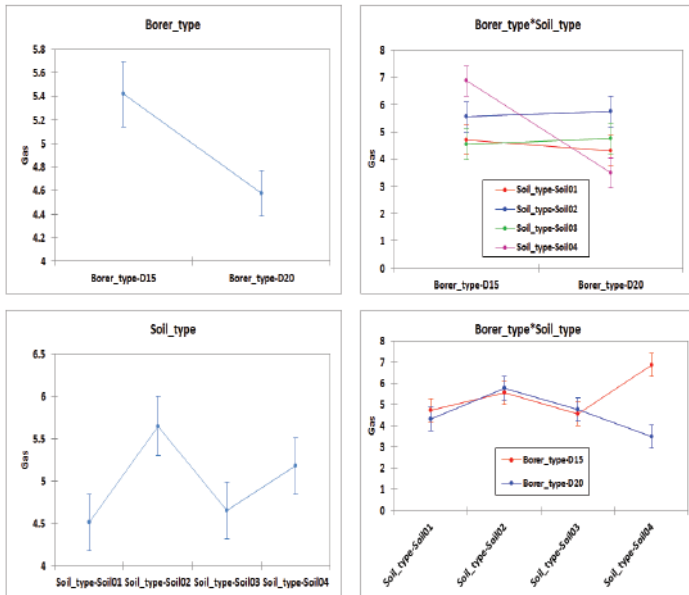 Borer_type
5.8
5.6
5.4
5.2
5
4.8
4.6
4.4
4.2
4
Gas
Borer_type-D15 Borer_type-D20
Borer_type*Soil_type
8
7
6
5
4
3
2
1
0
Gas
Soil_type-Soil01
Soil_type-Soil02
Soil_type-Soil03
Soil_type-Soil04
Borer_type-D15 Borer_type-D20
Soil_type
6.5
6
5.5
5
4.5
4
Gas
Soil_type-Soil01 Soil_type-Soil02 Soil_type-Soil03 Soil_type-Soil04
Borer_type*Soil_type
8
7
6
5
4
3
2
1
0
Gas
Borer_type-D15
Borer_type-D20
Soil_type-Soil01
Soil_type-Soil02
Soil_type-Soil03
Soil_type-Soil04